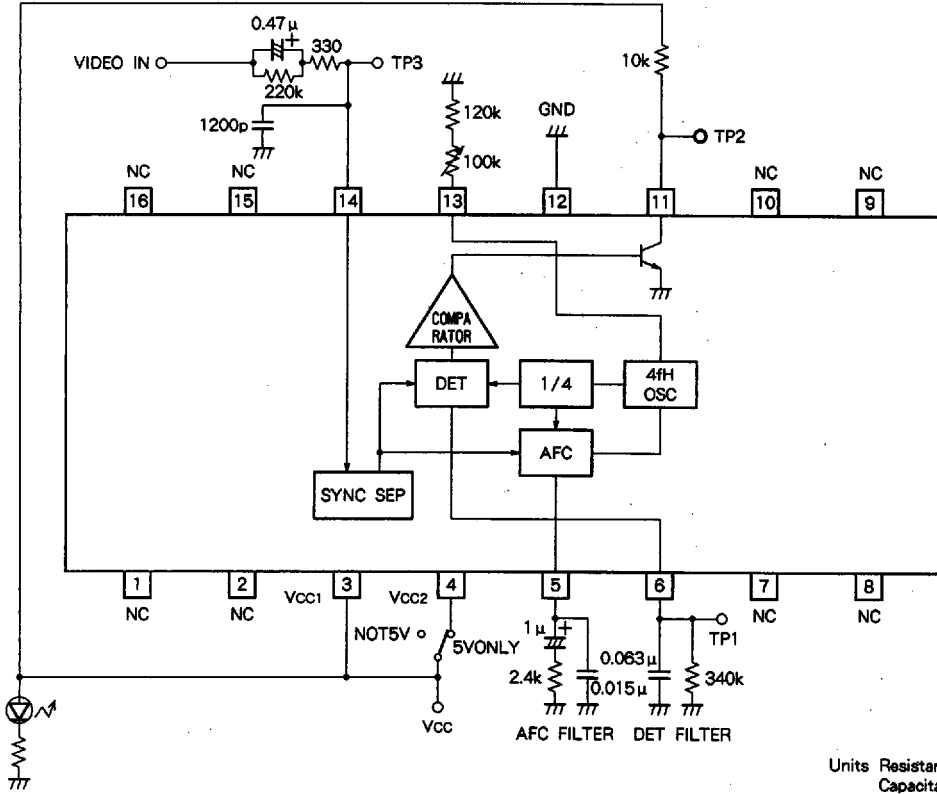 0.47μ
+
VIDEO IN
330
TP3
220k
1200p
120k
100k
GND
10k
TP2
NC
NC
NC
NC
16
15
14
13
12
11
10
9
COMPA
RATOR
DET
1/4
4fH
OSC
AFC
SYNC SEP
1
2
3
4
5
6
7
8
NC
NC
VCC1
VCC2
NC
NC
NOT5V
5VONLY
VCC
1μ
+
2.4k
0.015μ
0.063μ
340k
TP1
AFC FILTER
DET FILTER
Units Resistan
Capacita